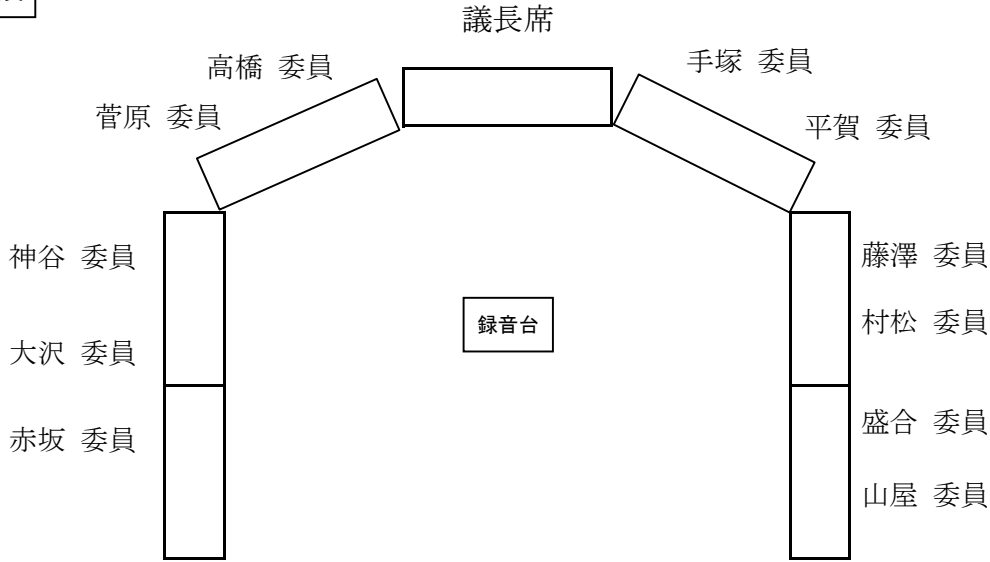 議長席
高橋 委員
手塚 委員
菅原 委員
平賀 委員
神谷 委員
藤澤 委員
録音台
村松 委員
大沢 委員
赤坂 委員
盛合 委員
山屋 委員